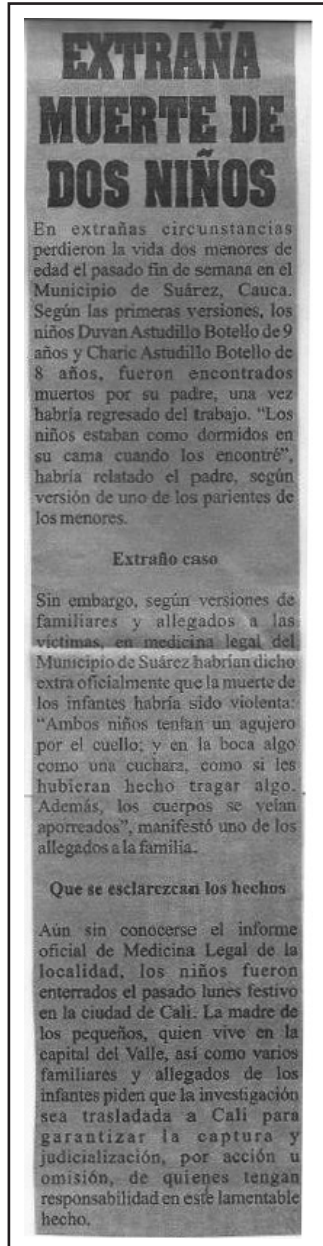 EXTRAÑA
MUERTE DE
DOS NIÑOS
En extrañas circunstancias
perdieron la vida dos menores de
edad el pasado fin de semana en el
Municipio de Suárez, Cauca.
Según las primeras versiones, los
niños Duvan Astudillo Botello de 9
años y Charic Astudillo Botello de
8 años, fueron encontrados
muertos por su padre, una vez
habría regresado del trabajo. “Los
niños estaban como dormidos en
su cama cuando los encontré”,
habría relatado el padre, según
versión de uno de los parientes de
los menores.
Extraño caso
Sin embargo, según versiones de
familiares y allegados a las
víctimas, en medicina legal del
Municipio de Suárez habrían dicho
extra oficialmente que la muerte de
los infantes habría sido violenta:
“Ambos niños tenían un agujero
por el cuello; y en la boca algo
como una cuchara, como si les
hubieran hecho tragar algo.
Además, los cuerpos se veían
aporreados”, manifestó uno de los
allegados a la familia.
Que se esclarezcan los hechos
Aún sin conocerse el informe
oficial de Medicina Legal de la
localidad, los niños fueron
enterrados el pasado lunes festivo
en la ciudad de Cali. La madre de
los pequeños, quien vive en la
capital del Valle, así como varios
familiares y allegados de los
infantes piden que la investigación
sea trasladada a Cali para
garantizar la captura y
judicialización, por acción u
omisión, de quienes tengan
responsabilidad en este lamentable
hecho.